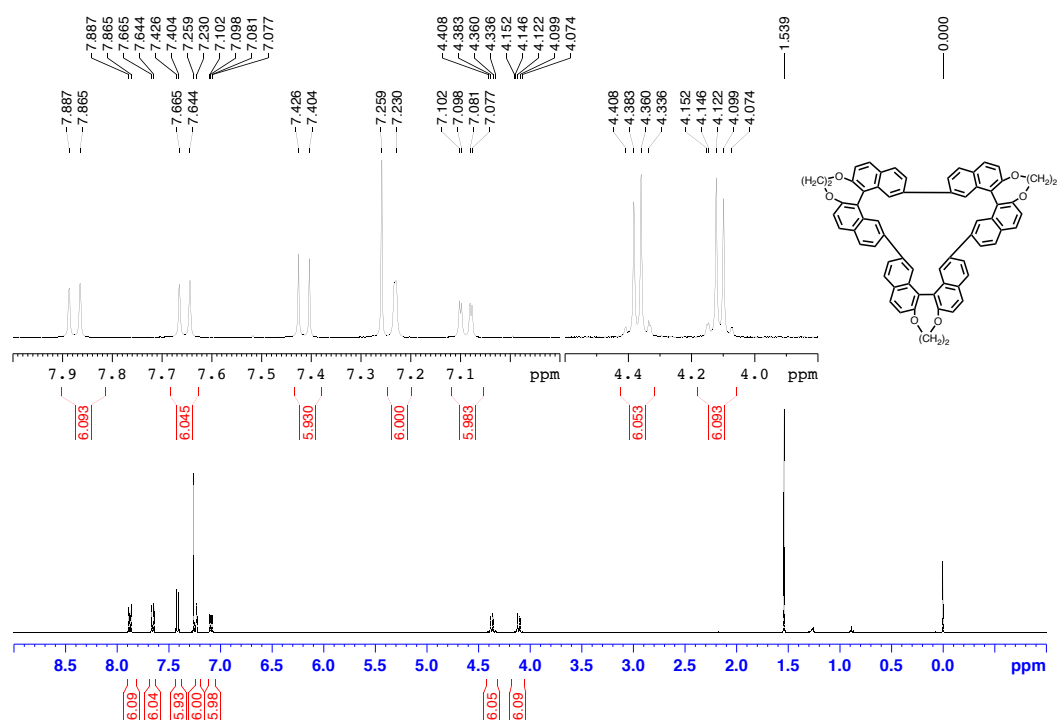 7.887 7.865 7.665 7.644 7.426 7.404 7.259 7.230 7.102 7.098 7.081 7.077 4.408 4.383 4.360 4.336 4.152 4.146 4.122 4.099 4.074 1.539 0.000
7.887 7.865 7.665 7.644 7.426 7.404 7.259 7.230 7.102 7.098 7.081 7.077 4.408 4.383 4.360 4.336 4.152 4.146 4.122 4.099 4.074
(H2C)2 O O (CH2)2
O O
O O
(CH2)2
7.9 7.8 7.7 7.6 7.5 7.4 7.3 7.2 7.1 ppm 4.4 4.2 4.0 ppm
6.093 6.045 5.930 6.000 5.983 6.053 6.093
8.5 8.0 7.5 7.0 6.5 6.0 5.5 5.0 4.5 4.0 3.5 3.0 2.5 2.0 1.5 1.0 0.5 0.0 ppm
6.09 6.04 5.93 6.00 5.98 6.05 6.09